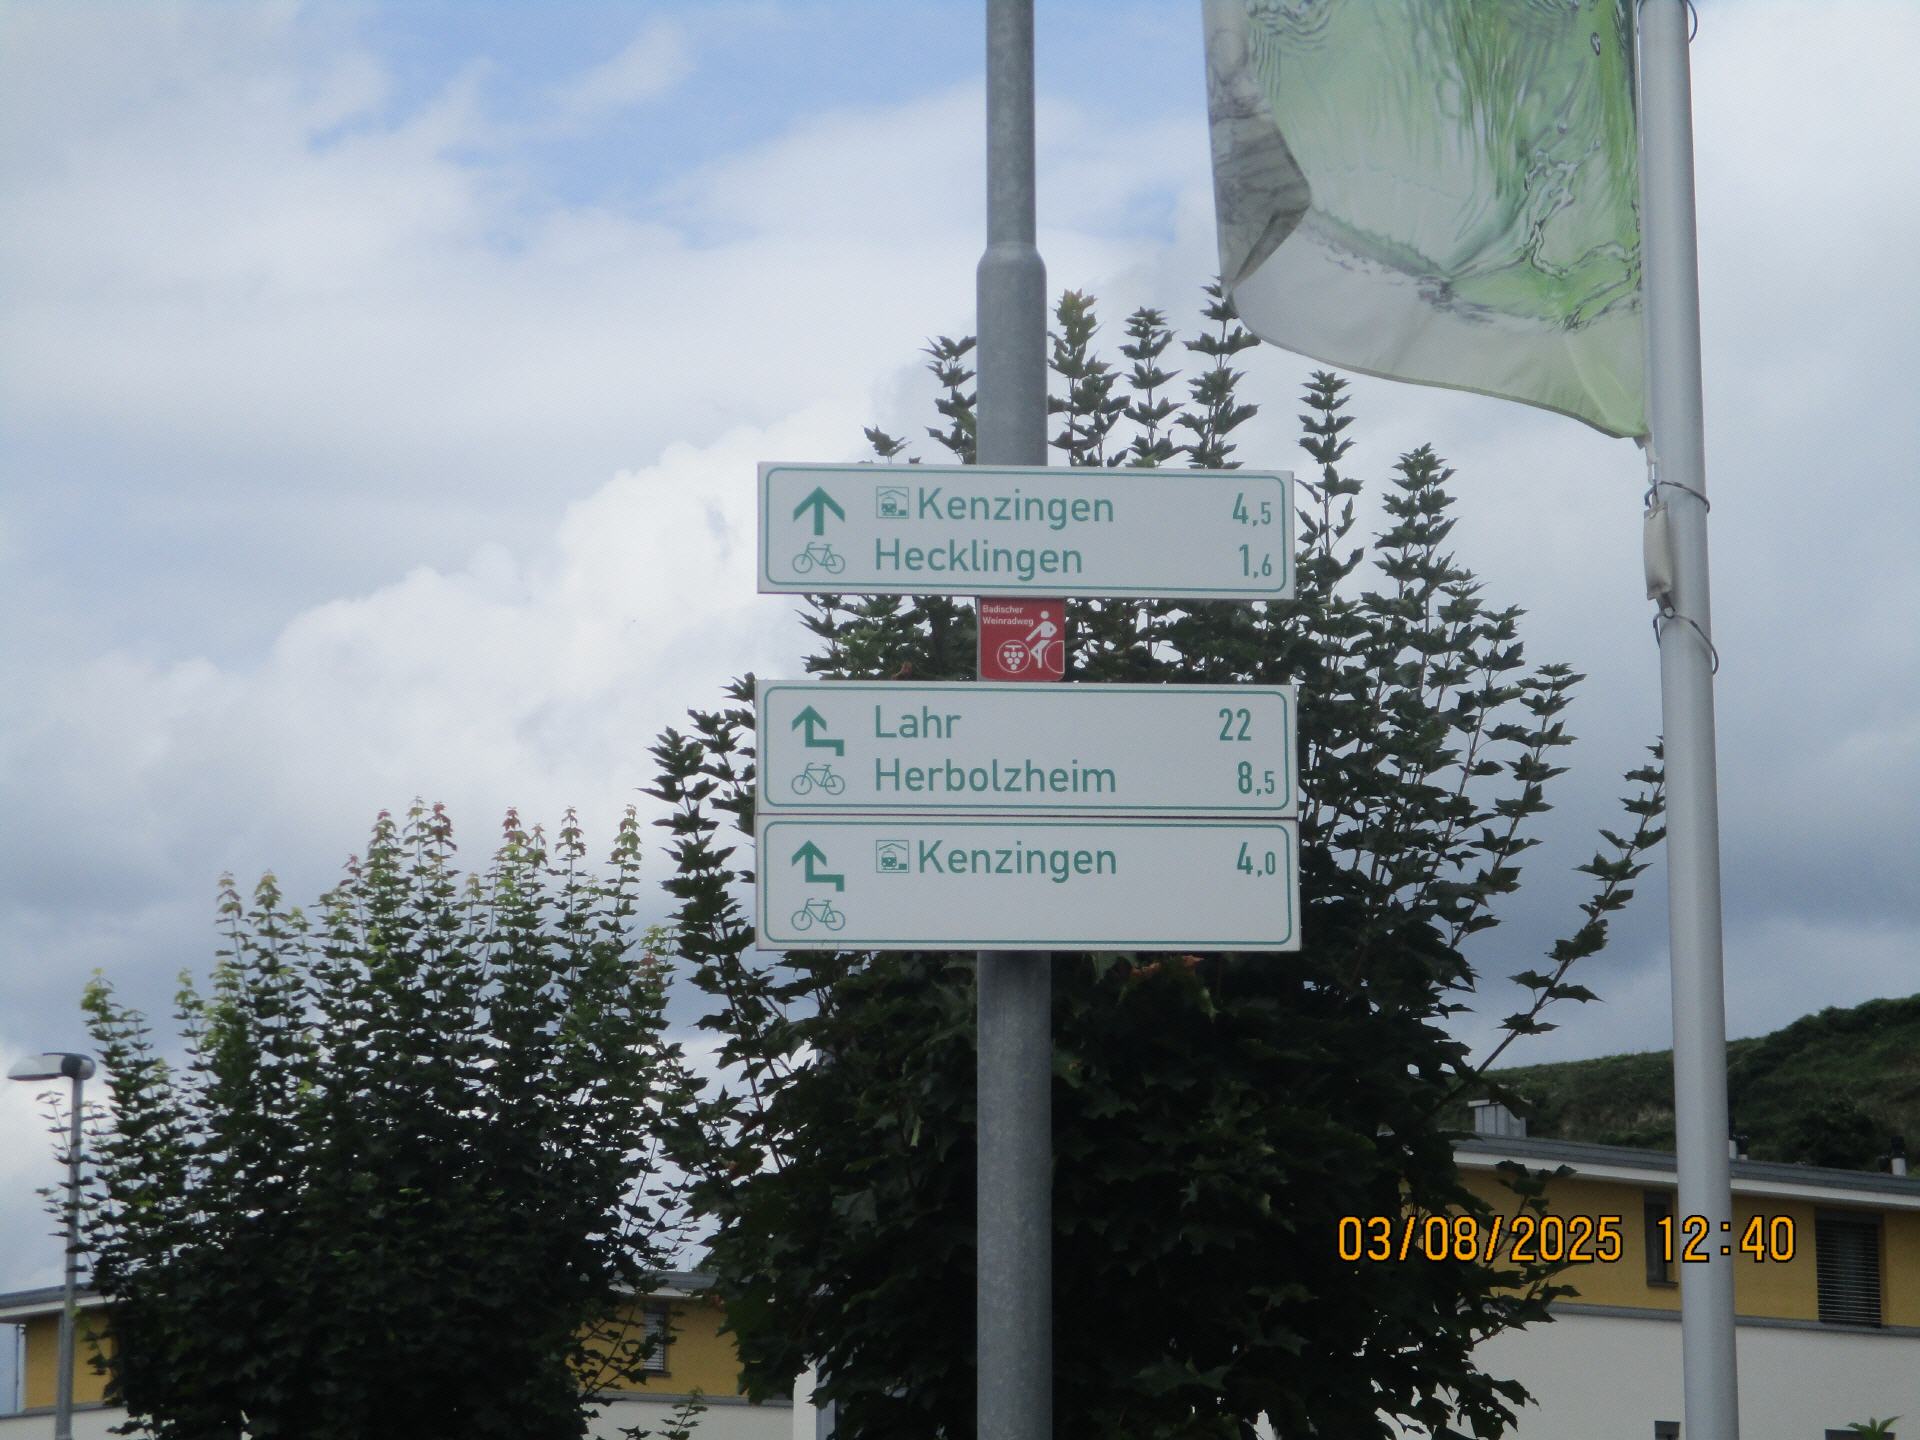 Kenzingen 4,5
Hecklingen 1,6
Badischer
Weinradweg
Lahr 22
Herbolzheim 8,5
Kenzingen 4,0
03/08/2025 12:40